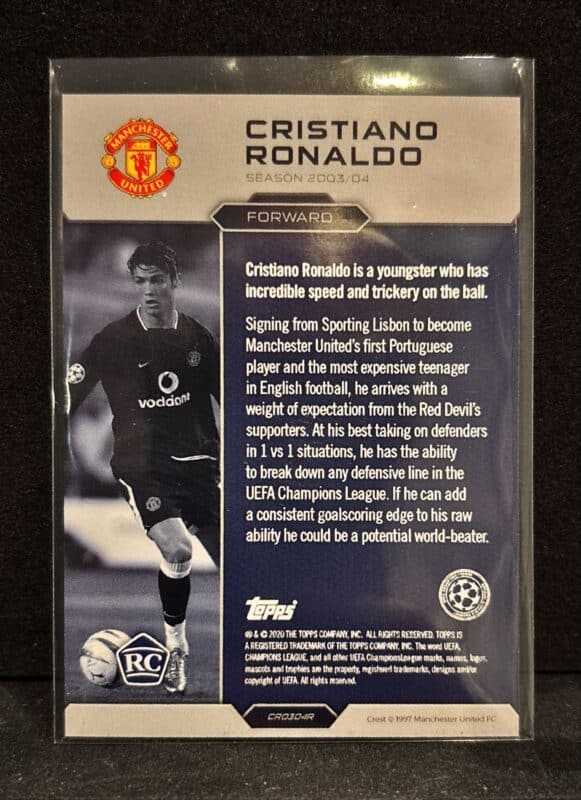 MANCHESTER
UNITED
CRISTIANO
RONALDO
SEASON 2003/04
FORWARD
Cristiano Ronaldo is a youngster who has
incredible speed and trickery on the ball.
Signing from Sporting Lisbon to become
Manchester United's first Portuguese
player and the most expensive teenager
in English football, he arrives with a
weight of expectation from the Red Devil's
supporters. At his best taking on defenders
in 1 vs 1 situations, he has the ability
to break down any defensive line in the
UEFA Champions League. If he can add
a consistent goalscoring edge to his raw
ability he could be a potential world-beater.
vodafone
Topps
® & © 2020 THE TOPPS COMPANY, INC. ALL RIGHTS RESERVED. TOPPS IS
A REGISTERED TRADEMARK OF THE TOPPS COMPANY, INC. The word UEFA,
CHAMPIONS LEAGUE, and all other UEFA ChampionsLeague marks, names, logos,
mascots and trophies are the property, registered trademarks, designs and/or
copyright of UEFA. All rights reserved.
RC
CR0304R
Crest © 1997 Manchester United FC